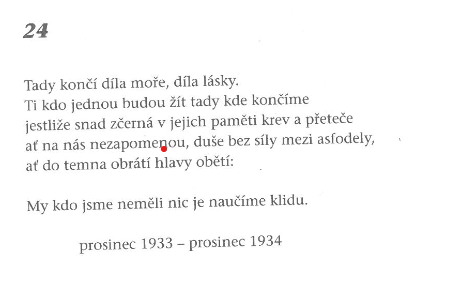 24
Tady končí díla moře, díla lásky.
Ti kdo jednou budou žít tady kde končíme
jestliže snad zčerná v jejich paměti krev a přeteče
ať na nás nezapomenou, duše bez síly mezi asfodely,
ať do temna obrátí hlavy obětí:
My kdo jsme neměli nic je naučíme klidu.
prosinec 1933 – prosinec 1934